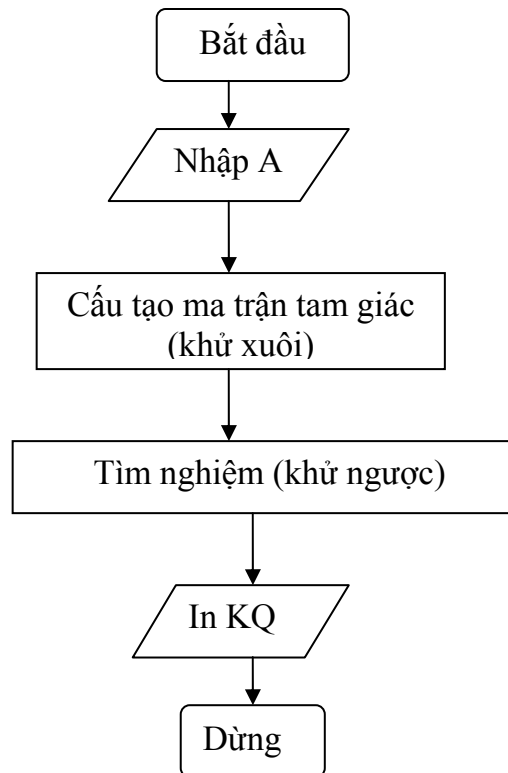 Bắt đầu
Nhập A
Cấu tạo ma trận tam giác
(khử xuôi)
Tìm nghiệm (khử ngược)
In KQ
Dừng